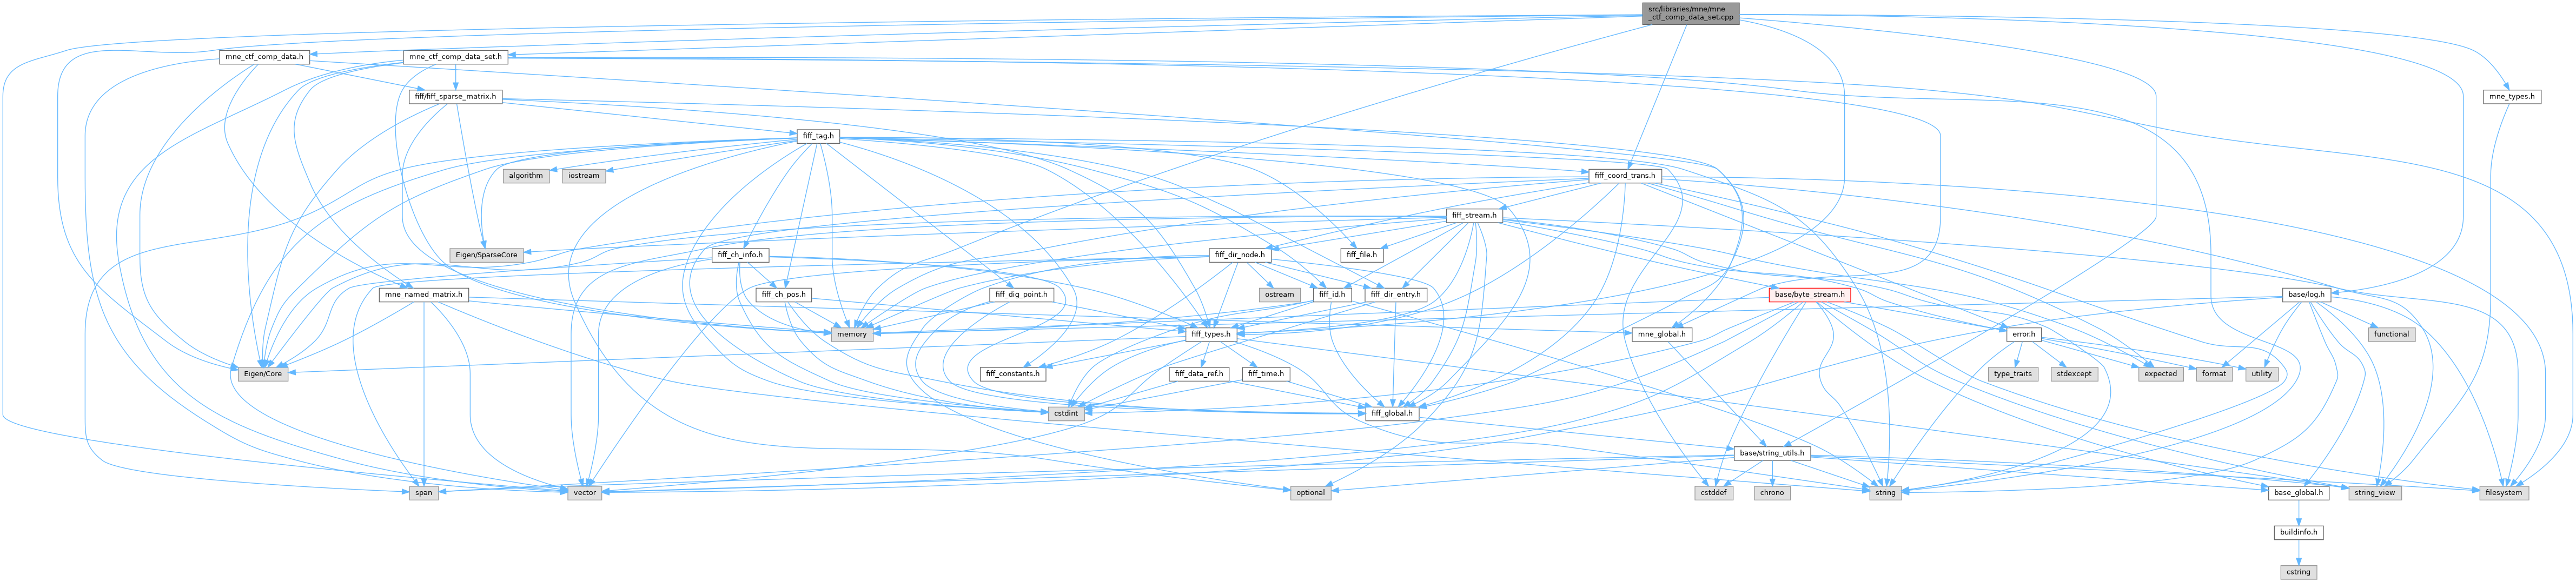 src/libraries/mne/mne
_ctf_comp_data_set.cpp
mne_ctf_comp_data.h
mne_ctf_comp_data_set.h
fiff/fiff_sparse_matrix.h
mne_types.h
fiff_tag.h
algorithm
iostream
fiff_coord_trans.h
fiff_stream.h
Eigen/SparseCore
fiff_ch_info.h
fiff_dir_node.h
fiff_file.h
mne_named_matrix.h
fiff_ch_pos.h
fiff_dig_point.h
ostream
fiff_id.h
fiff_dir_entry.h
base/byte_stream.h
base/log.h
memory
fiff_types.h
mne_global.h
error.h
functional
Eigen/Core
fiff_constants.h
fiff_data_ref.h
fiff_time.h
type_traits
stdexcept
expected
format
utility
cstdint
fiff_global.h
base/string_utils.h
span
vector
optional
cstddef
chrono
string
base_global.h
string_view
filesystem
buildinfo.h
cstring